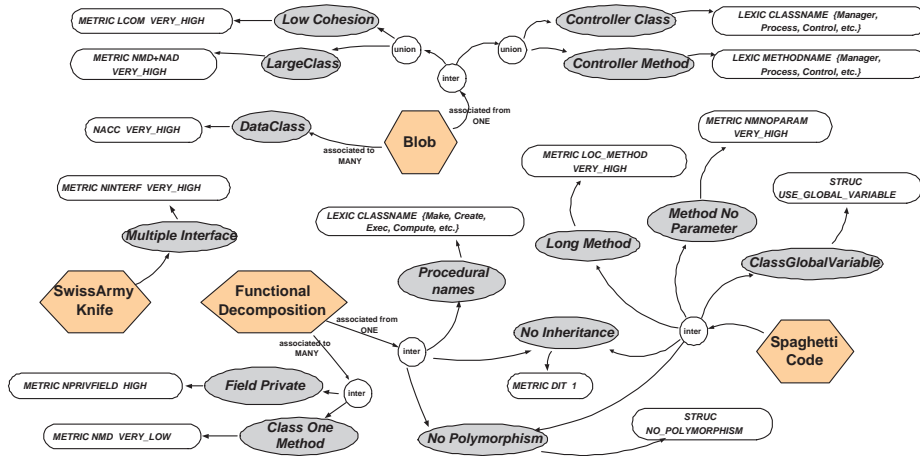 METRIC LCOM VERY_HIGH
Low Cohesion
Controller Class
LEXIC CLASSNAME {Manager,
Process, Control, etc.}
union
union
METRIC NMD+NAD
VERY_HIGH
LargeClass
Controller Method
LEXIC METHODNAME {Manager,
Process, Control, etc.}
inter
associated from
ONE
NACC VERY_HIGH
DataClass
associated to
MANY
Blob
METRIC NMNOPARAM
VERY_HIGH
METRIC LOC_METHOD
VERY_HIGH
METRIC NINTERF VERY_HIGH
STRUC
USE_GLOBAL_VARIABLE
LEXIC CLASSNAME {Make, Create,
Exec, Compute, etc.}
Multiple Interface
Long Method
Method No
Parameter
ClassGlobalVariable
Procedural
names
SwissArmy
Knife
Functional
Decomposition
associated from
ONE
No Inheritance
inter
Spaghetti
Code
associated to
MANY
inter
METRIC NPRIVFIELD HIGH
Field Private
inter
METRIC DIT 1
METRIC NMD VERY_LOW
Class One
Method
No Polymorphism
STRUC
NO_POLYMORPHISM